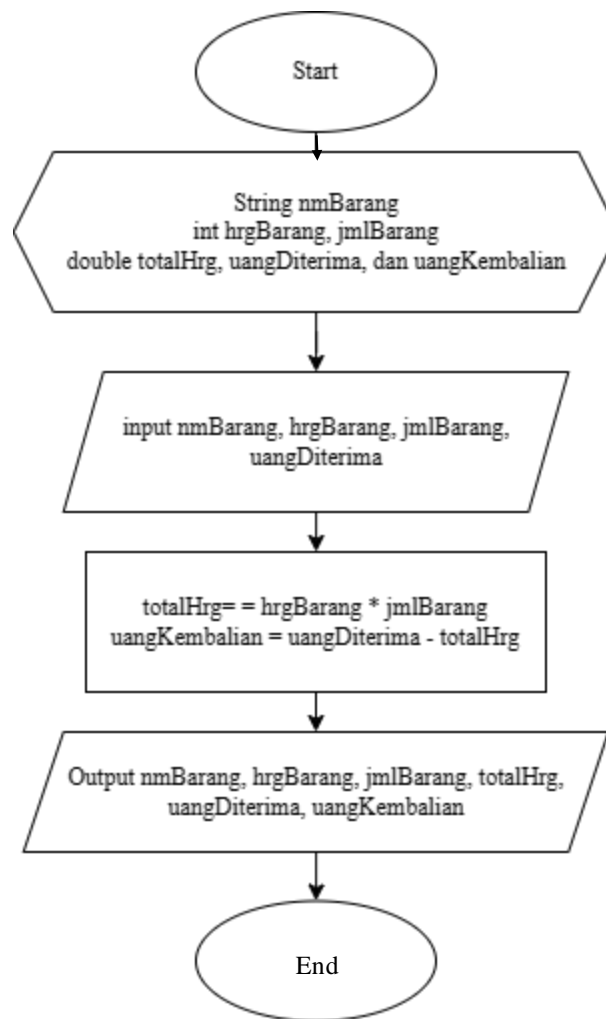 Start
String nmBarang
int hrgBarang, jmlBarang
double totalHrg, uangDiterima, dan uangKembalian
input nmBarang, hrgBarang, jmlBarang,
uangDiterima
totalHrg= = hrgBarang * jmlBarang
uangKembalian = uangDiterima - totalHrg
Output nmBarang, hrgBarang, jmlBarang, totalHrg,
uangDiterima, uangKembalian
End